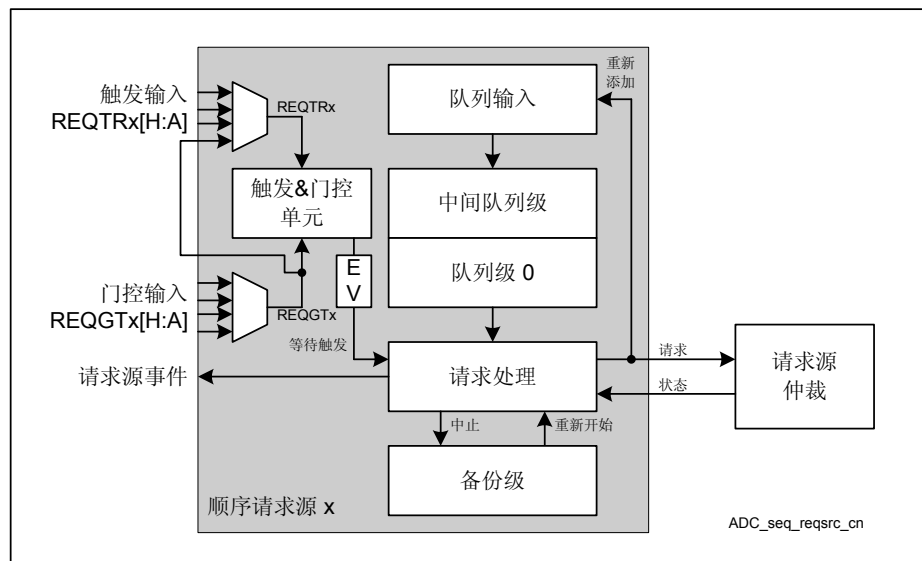 触发输入
REQTRx[H:A]
REQTRx
重新
添加
队列输入
触发&门控
单元
中间队列级
队列级 0
E
V
门控输入
REQGTx[H:A]
REQGTx
等待触发
请求源事件
请求处理
请求
状态
请求源
仲裁
中止
重新开始
备份级
顺序请求源 x
ADC_seq_reqsrc_cn